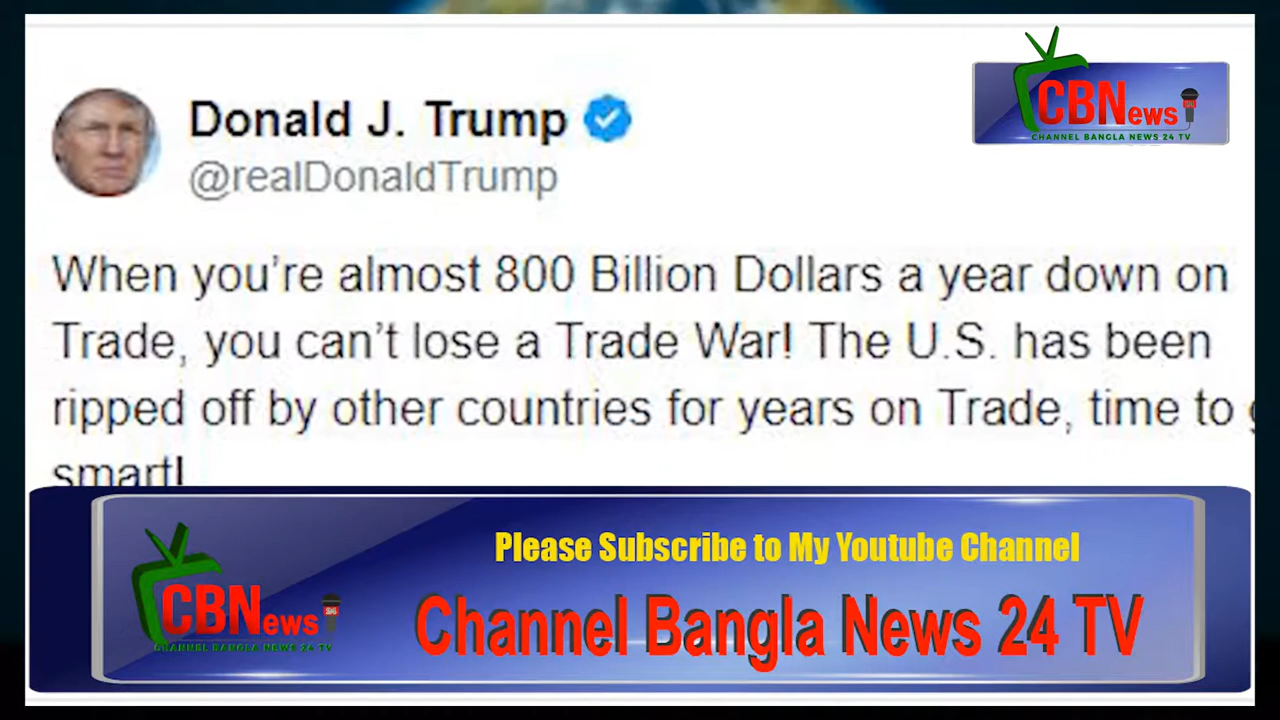 CBNews
CHANNEL BANGLA NEWS 24 TV
Donald J. Trump
@realDonaldTrump
When you’re almost 800 Billion Dollars a year down on
Trade, you can’t lose a Trade War! The U.S. has been
ripped off by other countries for years on Trade, time to
smart!
Please Subscribe to My Youtube Channel
CBNews 24
CHANNEL BANGLA NEWS 24 TV
Channel Bangla News 24 TV